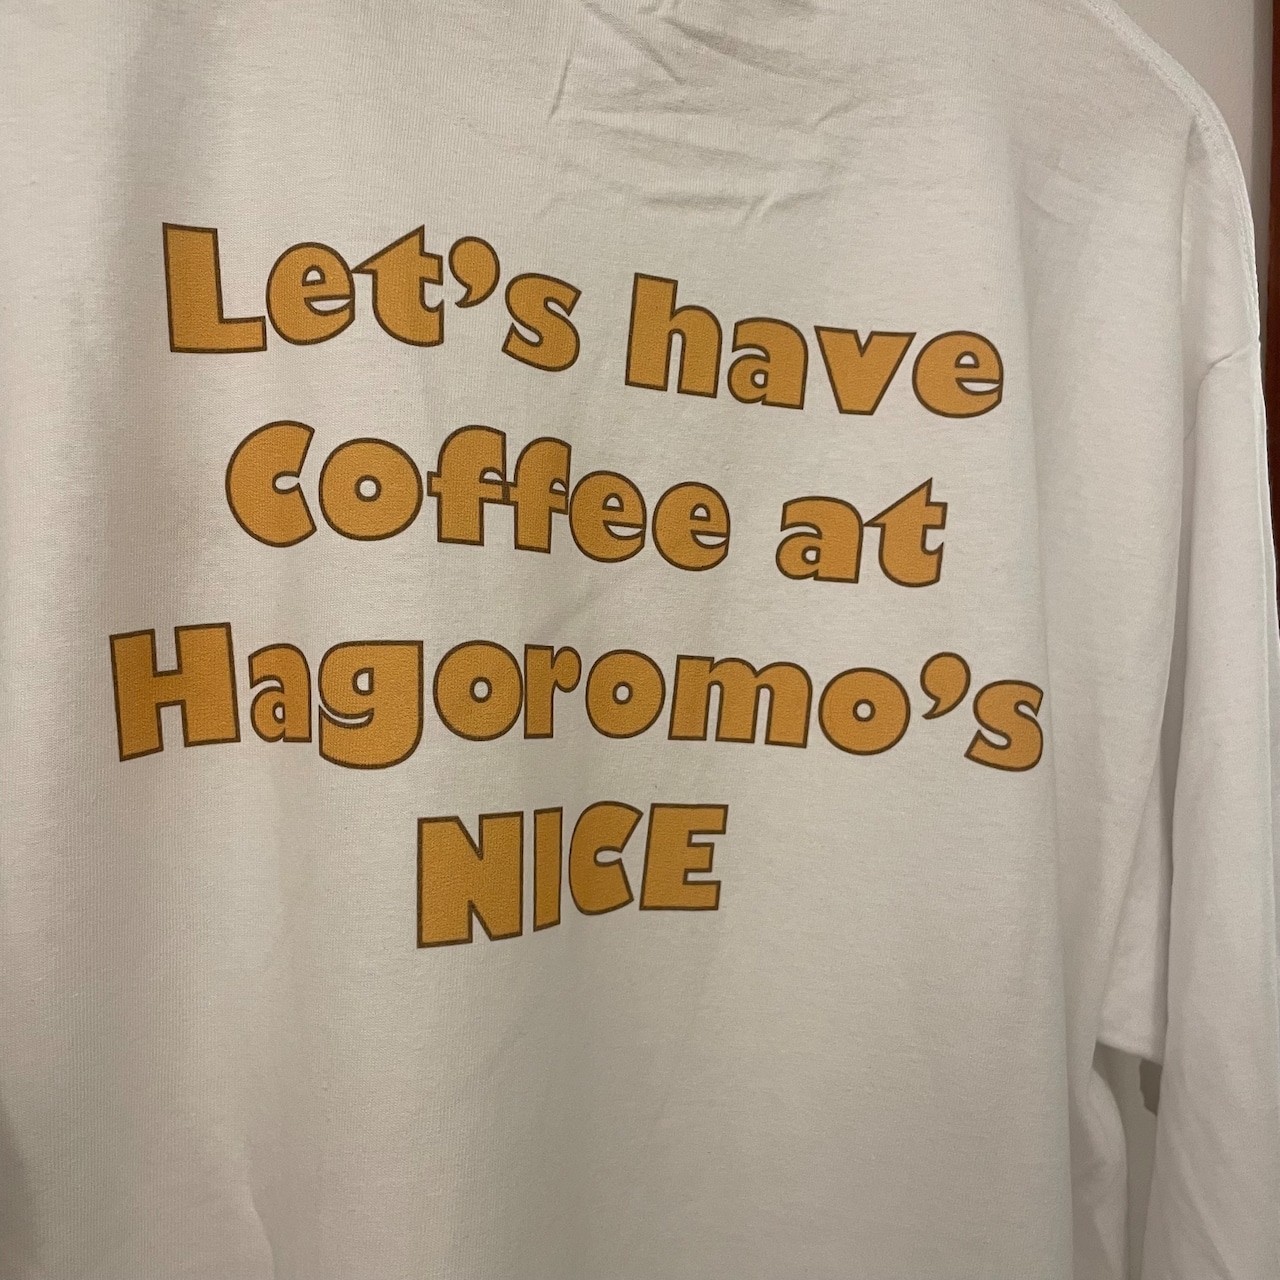 Let's have
Coffee at
Hagoromo's
NICE